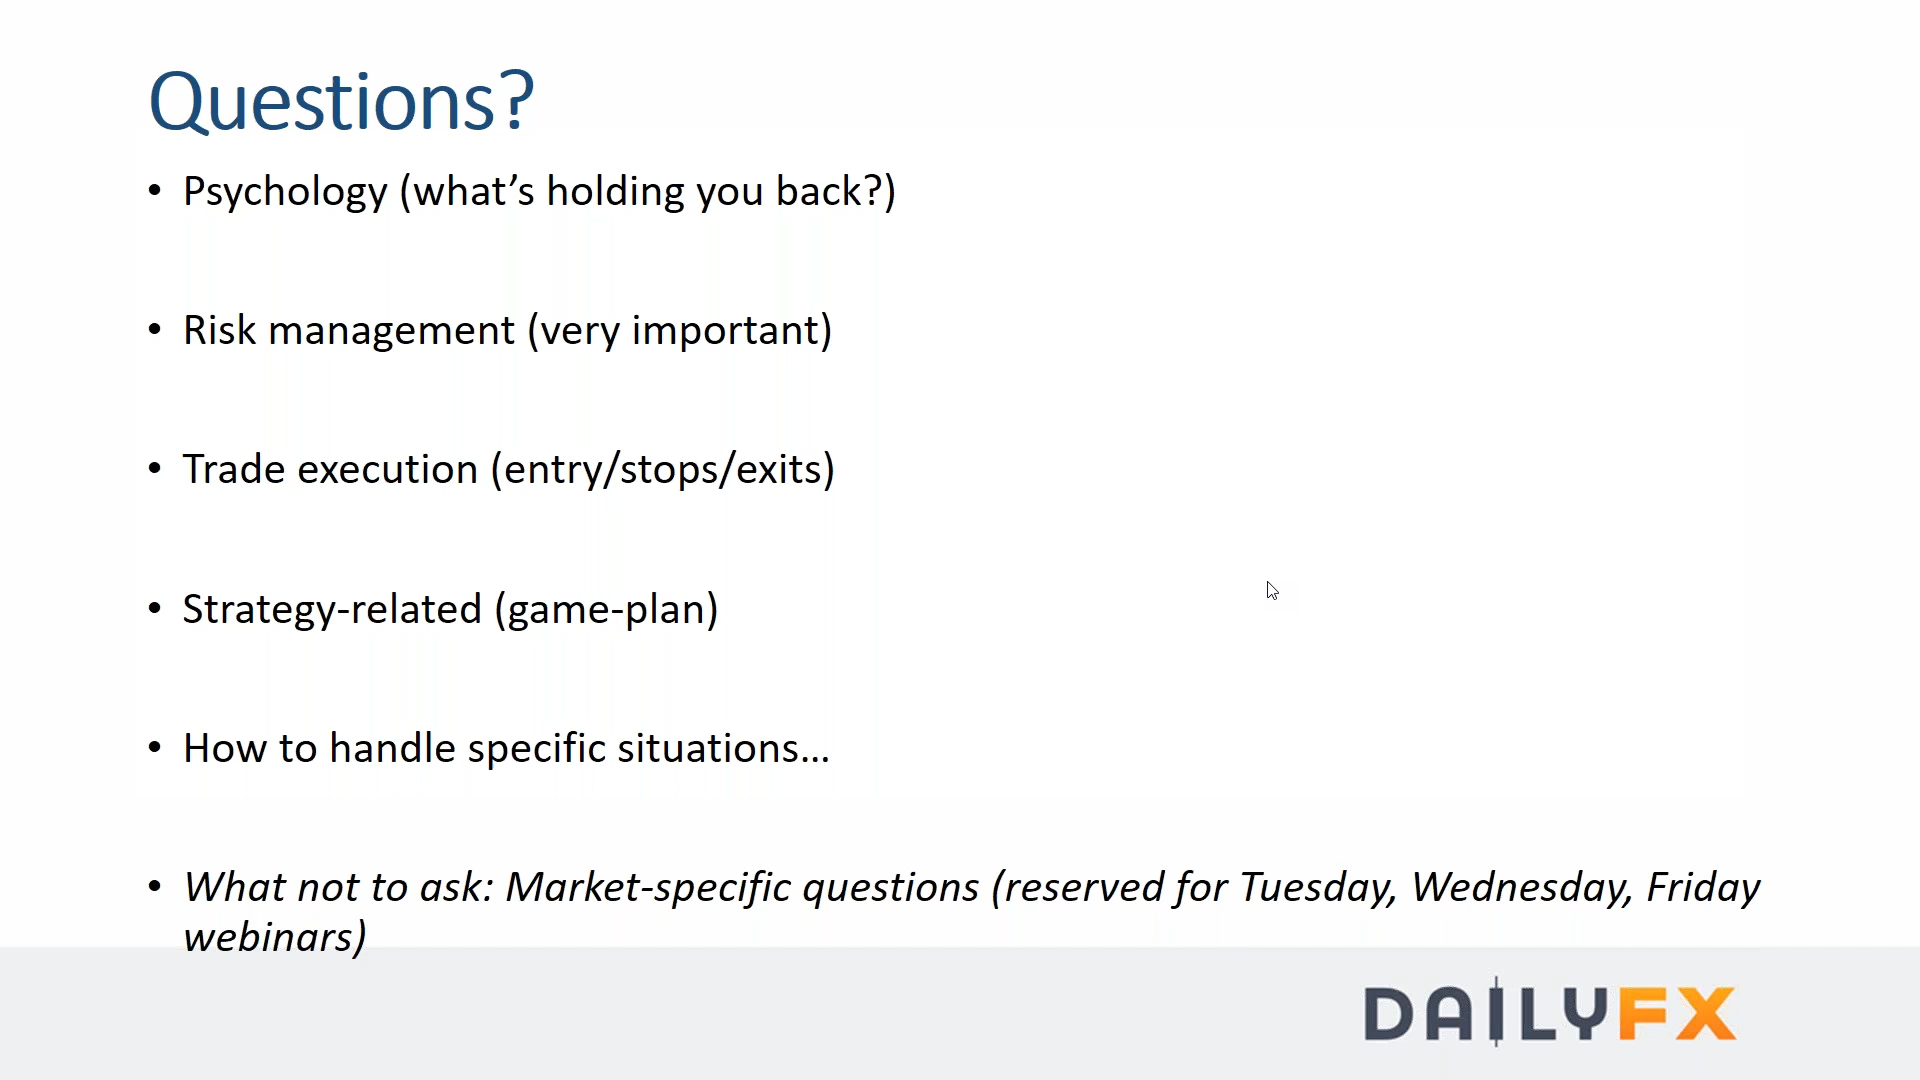 Questions?
• Psychology (what’s holding you back?)
• Risk management (very important)
• Trade execution (entry/stops/exits)
• Strategy-related (game-plan)
• How to handle specific situations…
• What not to ask: Market-specific questions (reserved for Tuesday, Wednesday, Friday
webinars)
DAILYFX